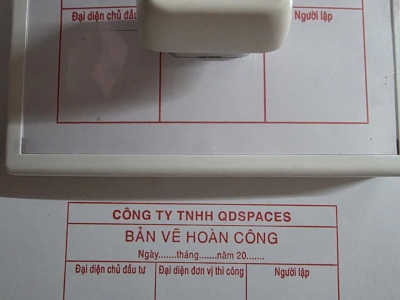 Đại diện chủ đầu
Người lập
CÔNG TY TNHH QDSPACES
BẢN VẼ HOÀN CÔNG
Ngày.......tháng.......năm 20.......
Đại diện chủ đầu tư Đại diện đơn vị thi công Người lập